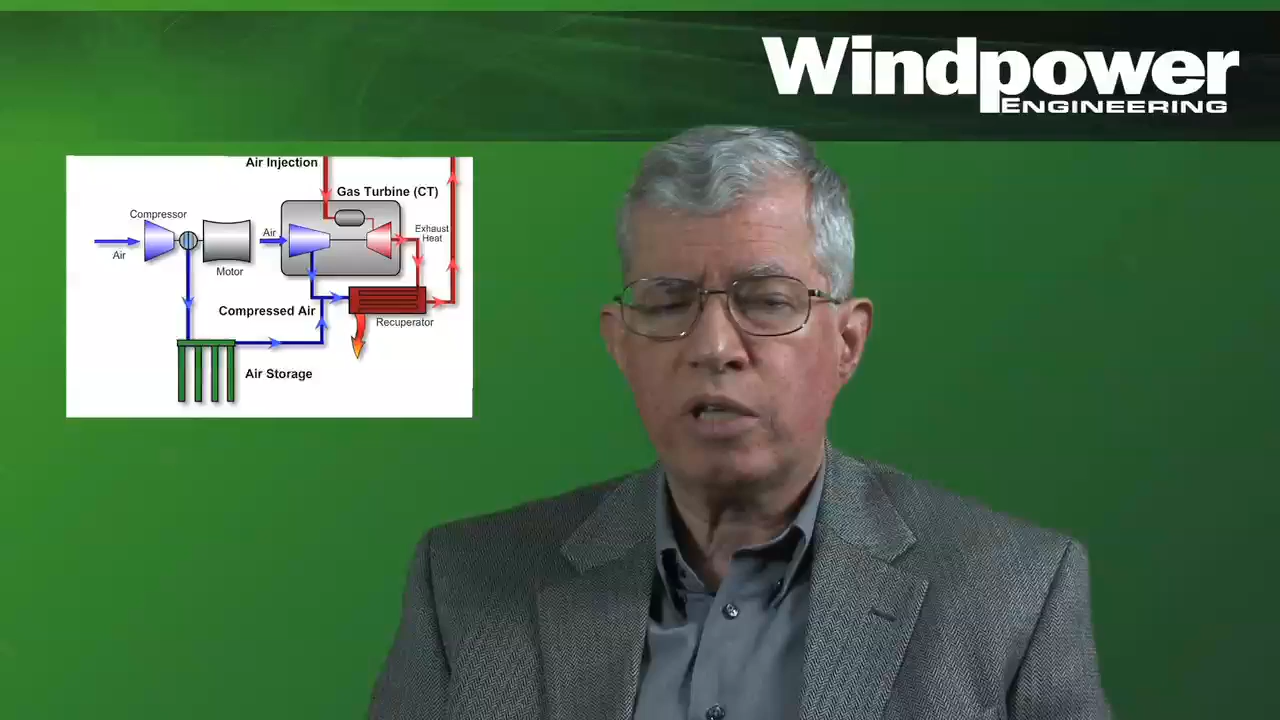 Windpower
ENGINEERING
Air Injection
Gas Turbine (CT)
Compressor
Air
Exhaust
Heat
Air
Motor
Compressed Air
Recuperator
Air Storage